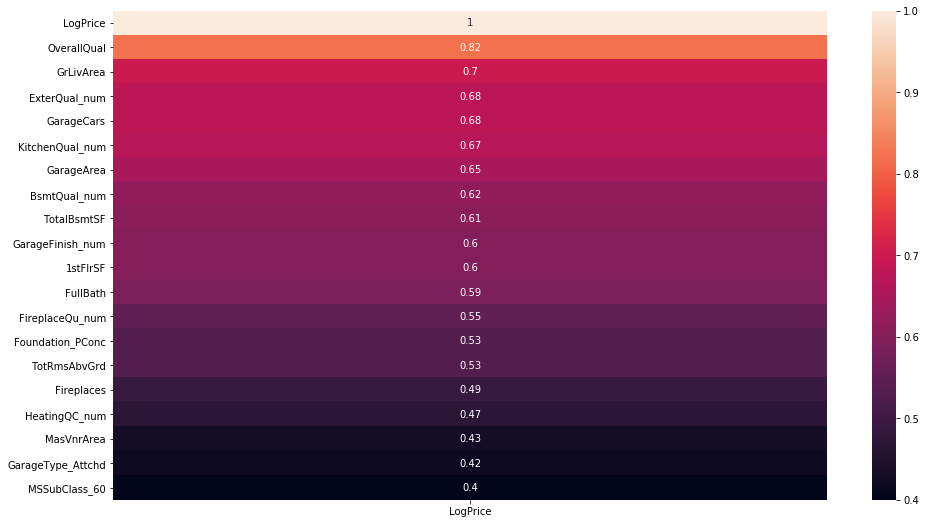 LogPrice 1
OverallQual 0.82
GrLivArea 0.7
ExterQual_num 0.68
GarageCars 0.68
KitchenQual_num 0.67
GarageArea 0.65
BsmtQual_num 0.62
TotalBsmtSF 0.61
GarageFinish_num 0.6
1stFlrSF 0.6
FullBath 0.59
FireplaceQu_num 0.55
Foundation_PConc 0.53
TotRmsAbvGrd 0.53
Fireplaces 0.49
HeatingQC_num 0.47
MasVnrArea 0.43
GarageType_Attchd 0.42
MSSubClass_60 0.4
LogPrice
1.0
0.9
0.8
0.7
0.6
0.5
0.4